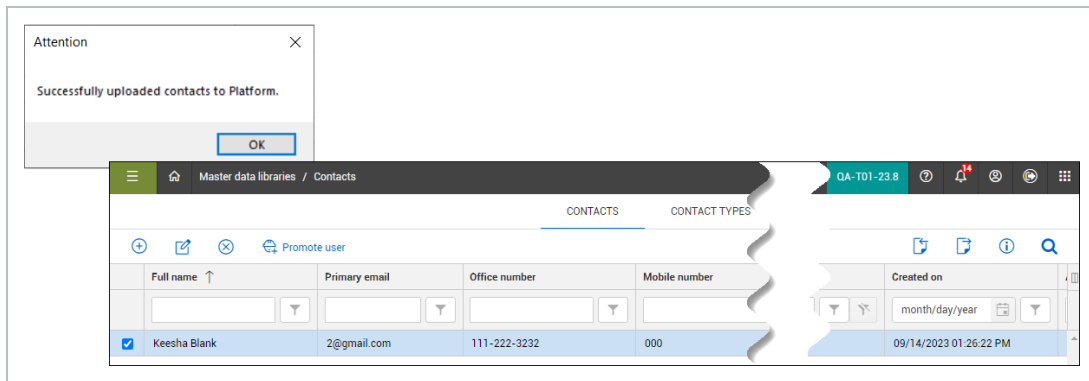 Attention
Successfully uploaded contacts to Platform.
OK
Master data libraries / Contacts
QA-T01-23.8
14
CONTACTS CONTACT TYPES
Promote user
Full name Primary email Office number Mobile number Created on
month/day/year
Keesha Blank 2@gmail.com 111-222-3232 000 09/14/2023 01:26:22 PM